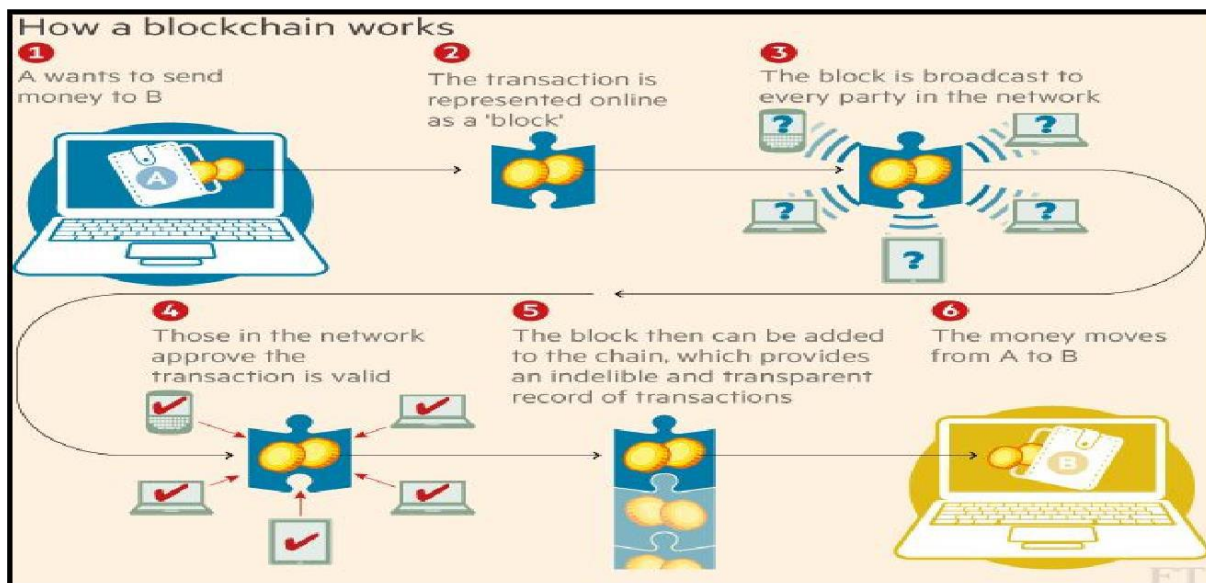 How a blockchain works
1
A wants to send
money to B
2
The transaction is
represented online
as a 'block'
3
The block is broadcast to
every party in the network
A
?
?
?
?
?
4
Those in the network
approve the
transaction is valid
5
The block then can be added
to the chain, which provides
an indelible and transparent
record of transactions
6
The money moves
from A to B
B
FT